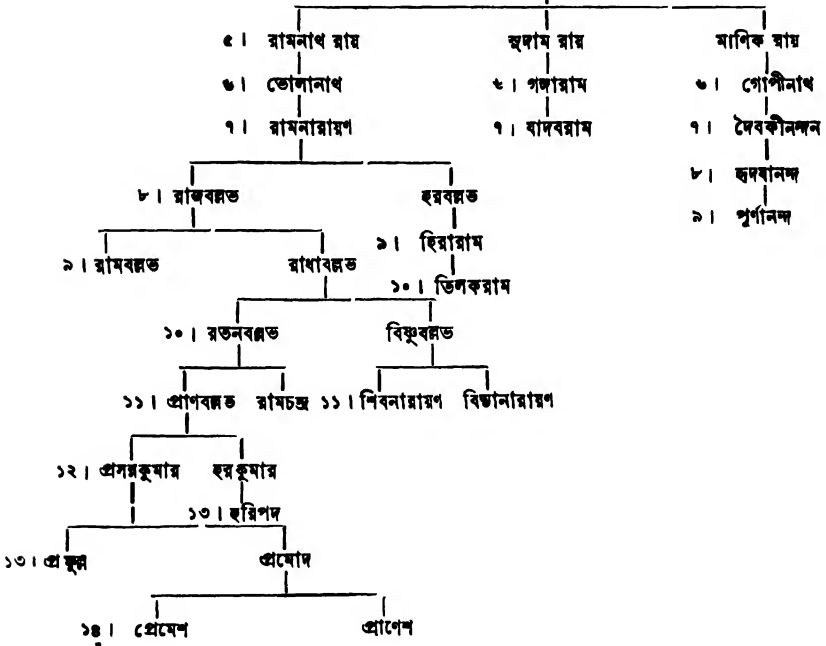 ৫। রামনাথ রায় সুদাম রায় মাণিক রায়
৬। ভোলানাথ ৬। গঙ্গারাম ৬। গোপীনাথ
৭। রামনারায়ণ ৭। যাদবরাম ৭। দৈবকীনন্দন
৮। রাজবল্লভ হরবল্লভ ৮। হৃদয়ানন্দ
৯। রামবল্লভ রাধাবল্লভ ৯। হিরারাম ৯। পূর্ণানন্দ
১০। তিলকরাম
১০। রতনবল্লভ বিষ্ণুবল্লভ
১১। প্রাণবল্লভ রামচন্দ্র ১১। শিবনারায়ণ বিদ্যানারায়ণ
১২। প্রসন্নকুমার হরকুমার
১৩। হরিপদ
১৩। প্রফুল্ল প্রমোদ
১৪। প্রেমেশ প্রাণেশ